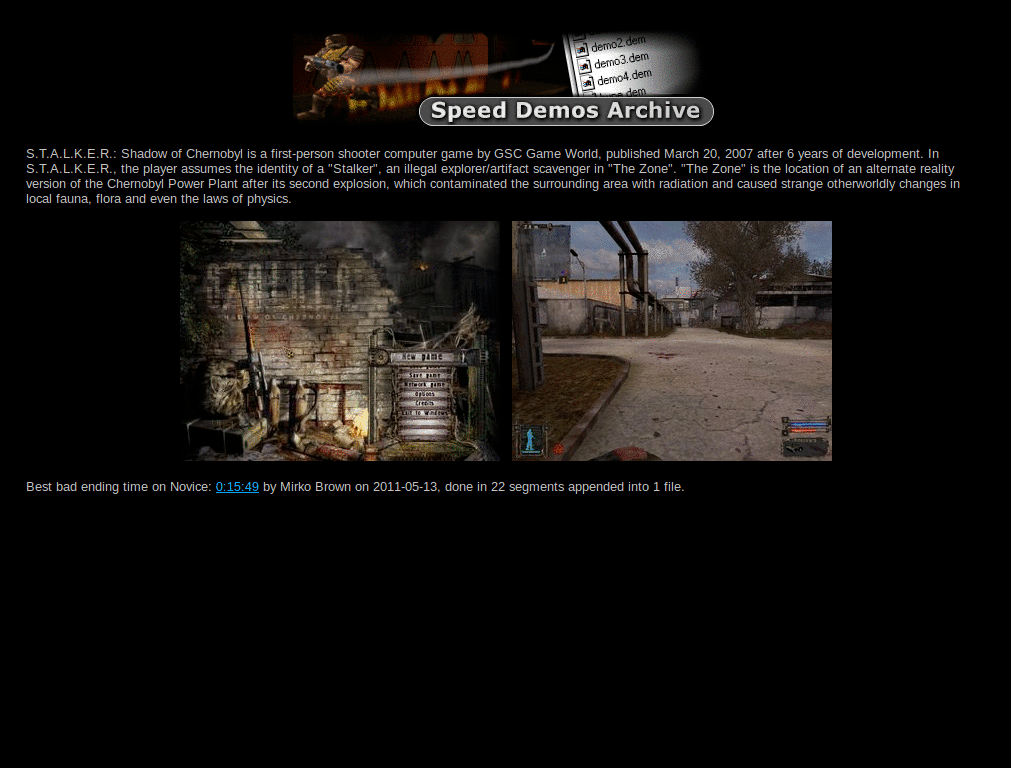 demo2.dem
demo3.dem
demo4.dem
Speed Demos Archive
S.T.A.L.K.E.R.: Shadow of Chernobyl is a first-person shooter computer game by GSC Game World, published March 20, 2007 after 6 years of development. In
S.T.A.L.K.E.R., the player assumes the identity of a "Stalker", an illegal explorer/artifact scavenger in "The Zone". "The Zone" is the location of an alternate reality
version of the Chernobyl Power Plant after its second explosion, which contaminated the surrounding area with radiation and caused strange otherworldly changes in
local fauna, flora and even the laws of physics.
STALKER
SHADOW OF CHERNOBYL
New game
Save game
Network game
Options
Credits
Exit to Windows
Best bad ending time on Novice: 0:15:49 by Mirko Brown on 2011-05-13, done in 22 segments appended into 1 file.